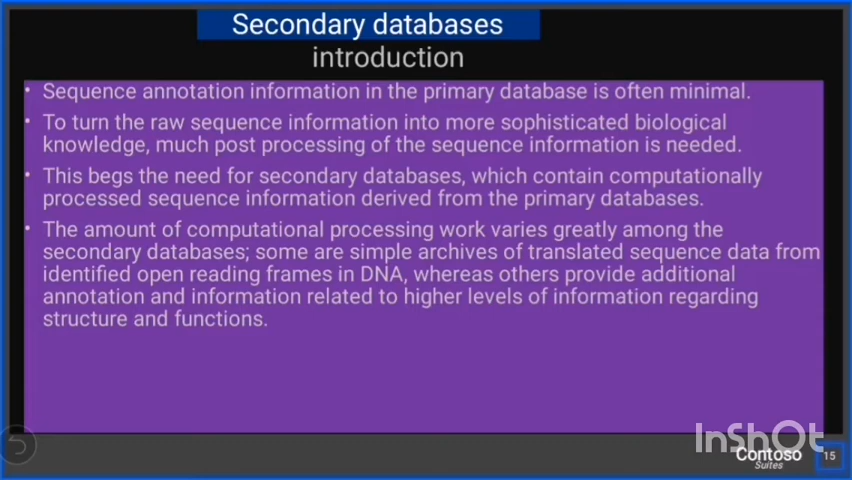 Secondary databases
introduction
• Sequence annotation information in the primary database is often minimal.
• To turn the raw sequence information into more sophisticated biological
knowledge, much post processing of the sequence information is needed.
• This begs the need for secondary databases, which contain computationally
processed sequence information derived from the primary databases.
• The amount of computational processing work varies greatly among the
secondary databases; some are simple archives of translated sequence data from
identified open reading frames in DNA, whereas others provide additional
annotation and information related to higher levels of information regarding
structure and functions.
InShOt
Contoso
Suites
15